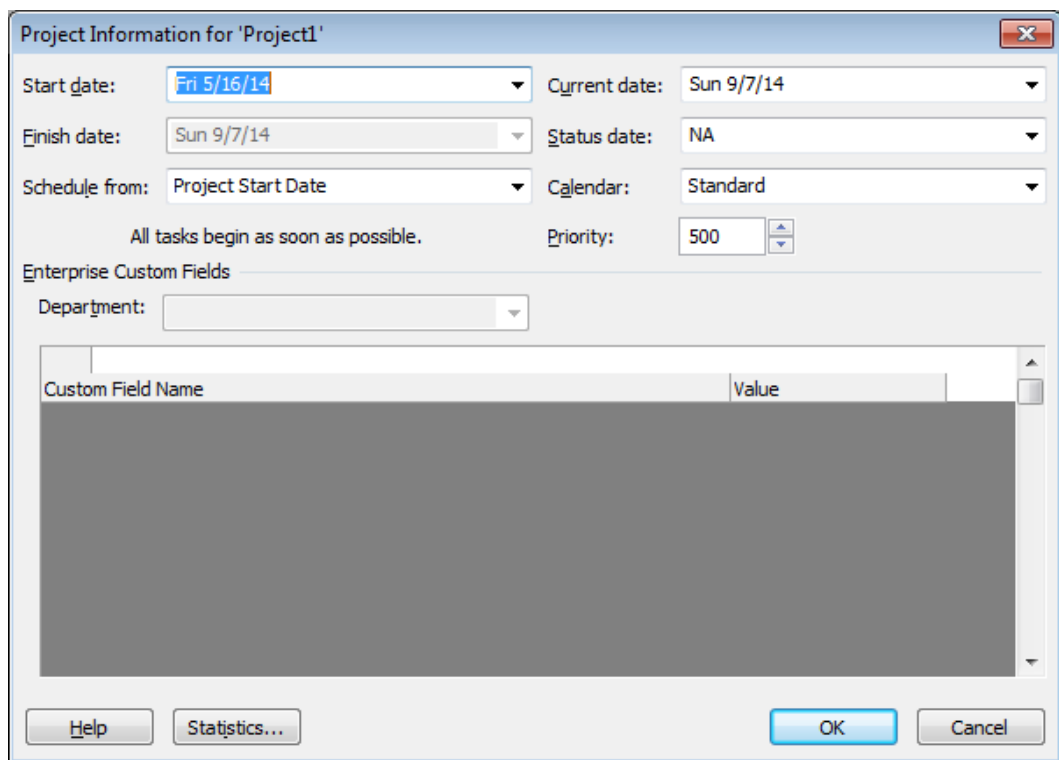 Project Information for 'Project1'
Start date: Fri 5/16/14 Current date: Sun 9/7/14
Finish date: Sun 9/7/14 Status date: NA
Schedule from: Project Start Date Calendar: Standard
All tasks begin as soon as possible. Priority: 500
Enterprise Custom Fields
Department:
Custom Field Name Value
Help Statistics... OK Cancel